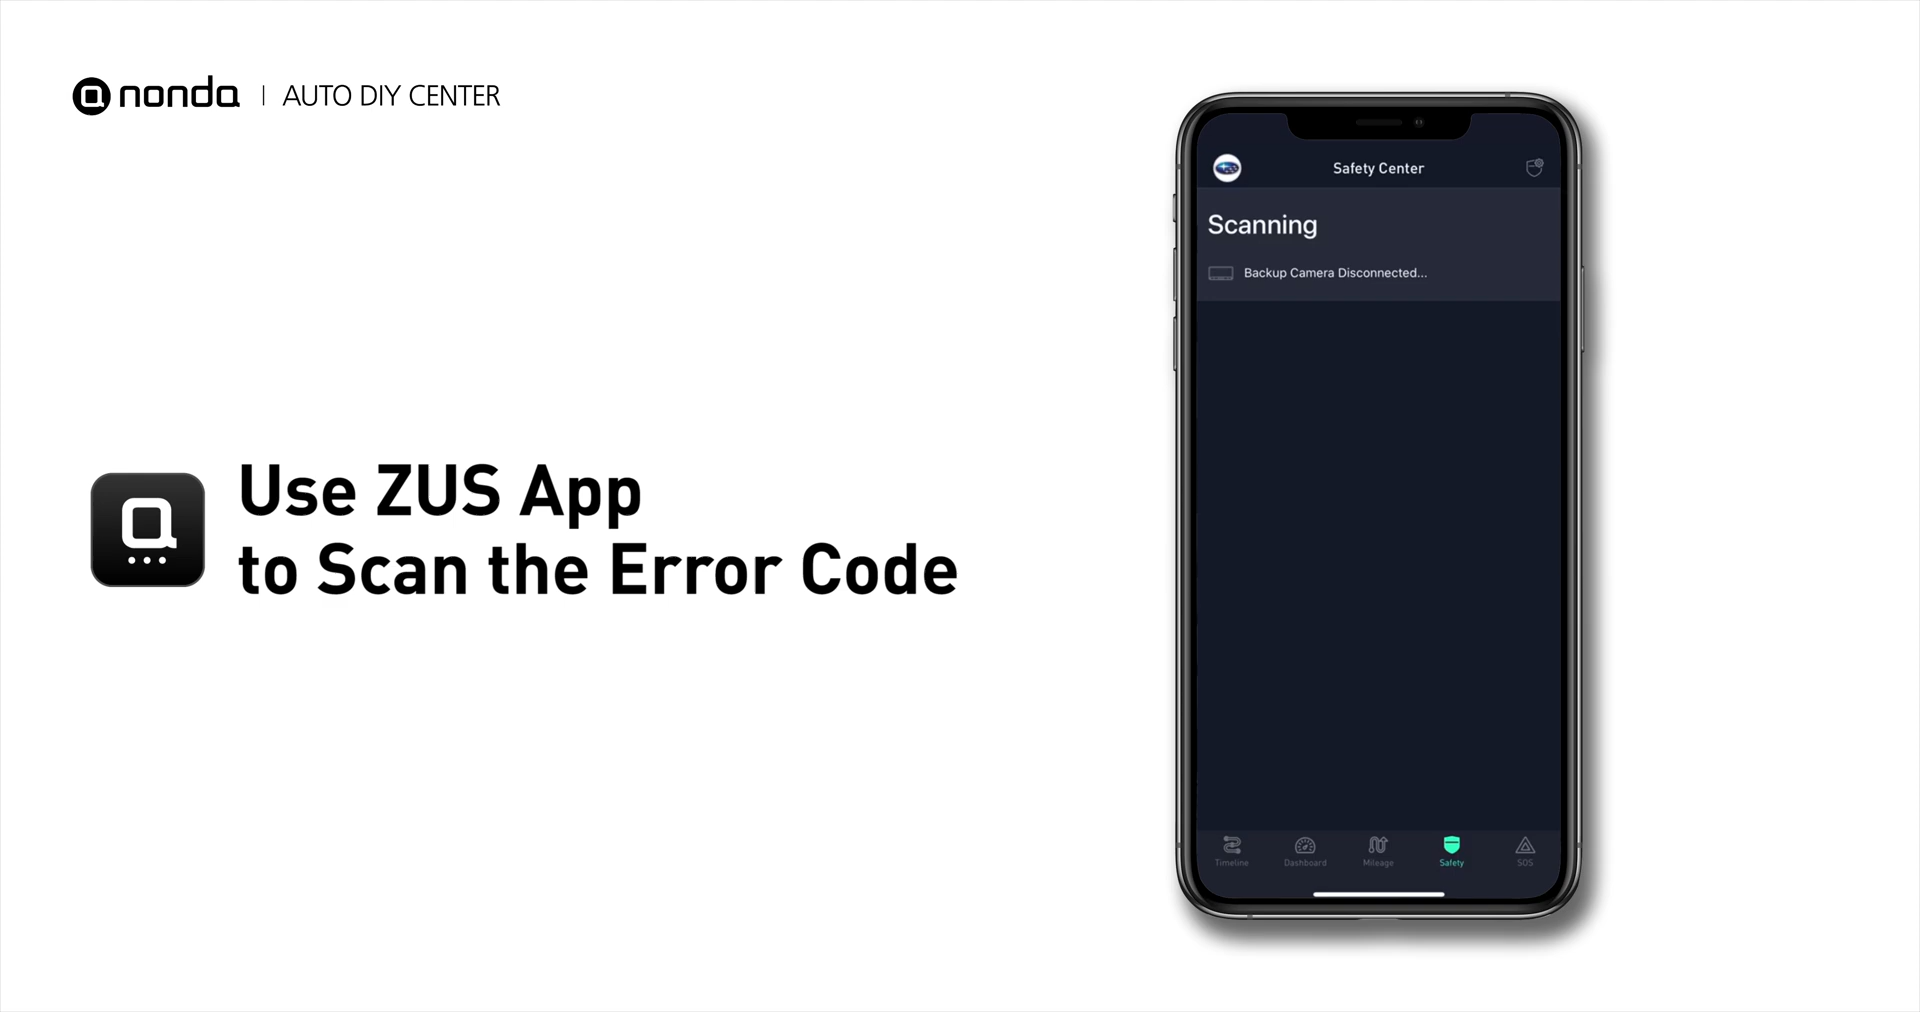 nonda | AUTO DIY CENTER
Use ZUS App
to Scan the Error Code
Safety Center
Scanning
Backup Camera Disconnected...
Timeline
Dashboard
Mileage
Safety
SOS